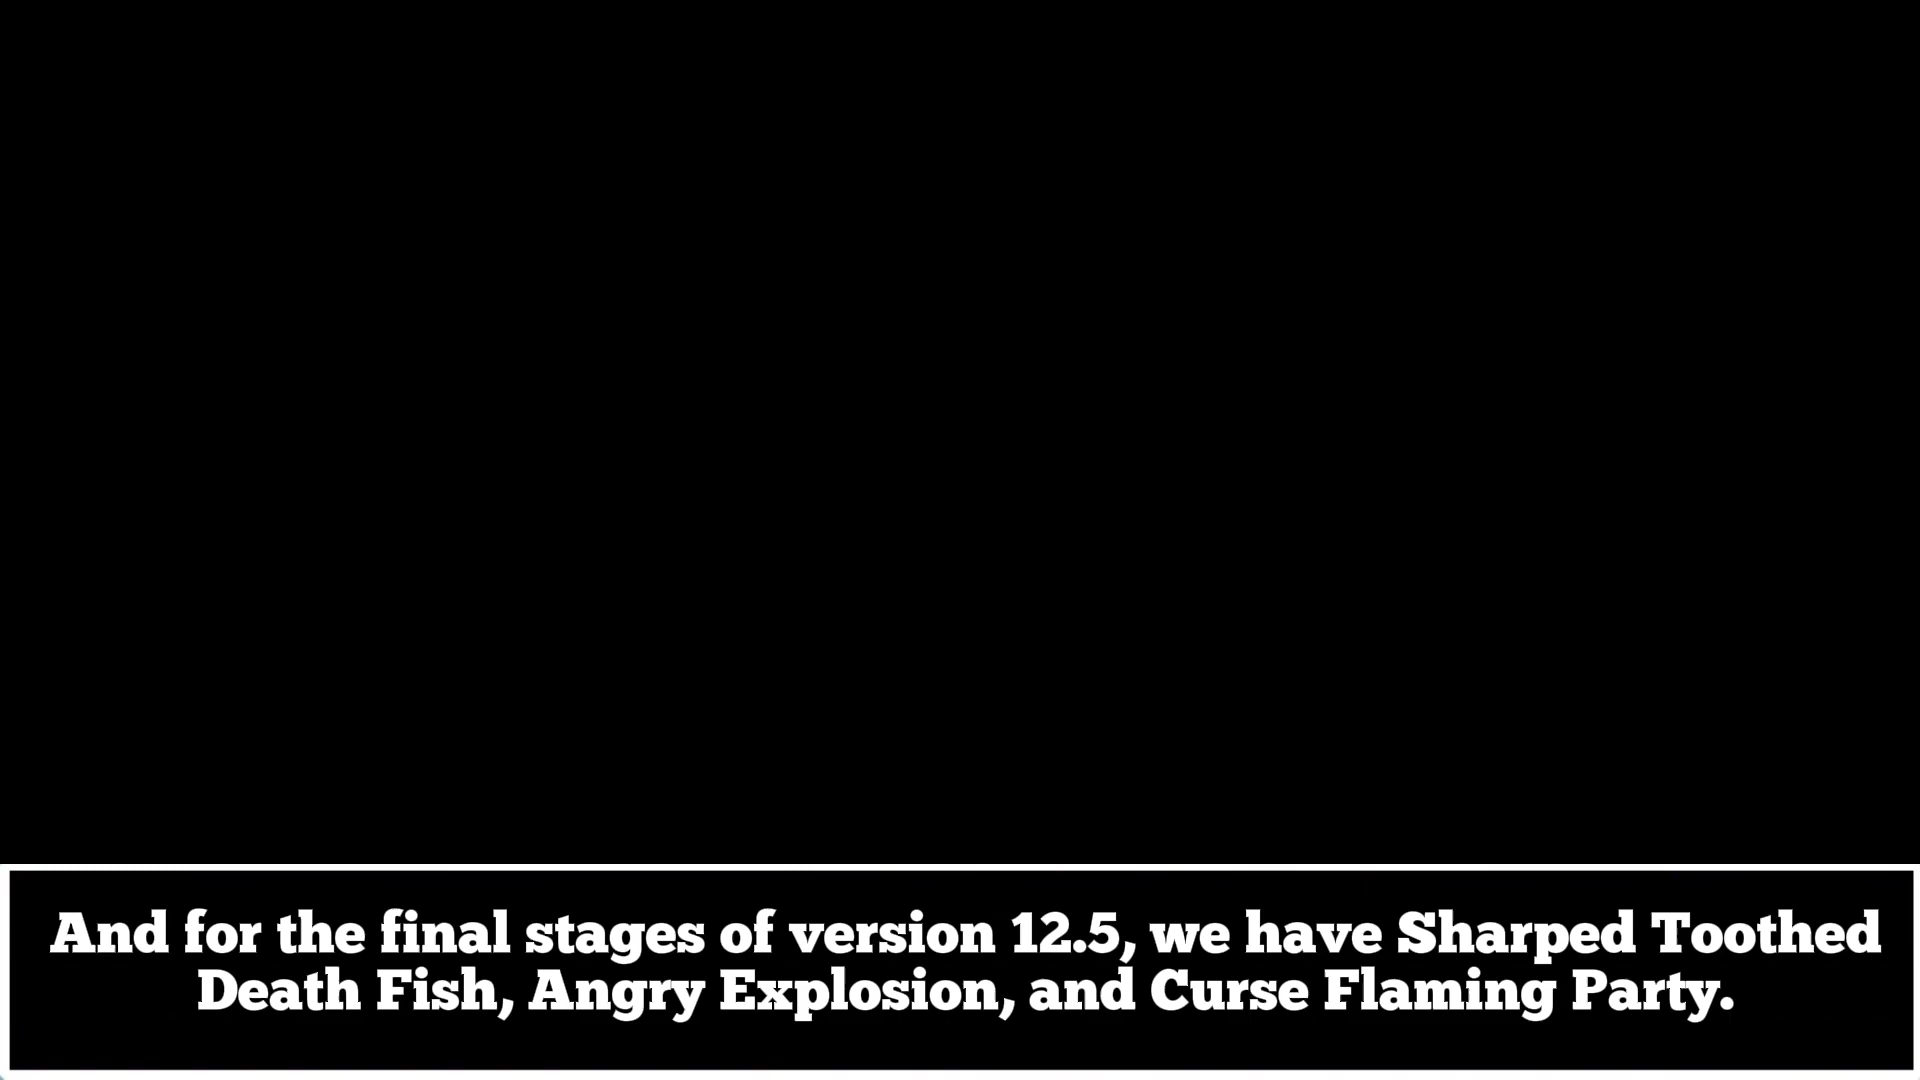 And for the final stages of version 12.5, we have Sharped Toothed
Death Fish, Angry Explosion, and Curse Flaming Party.